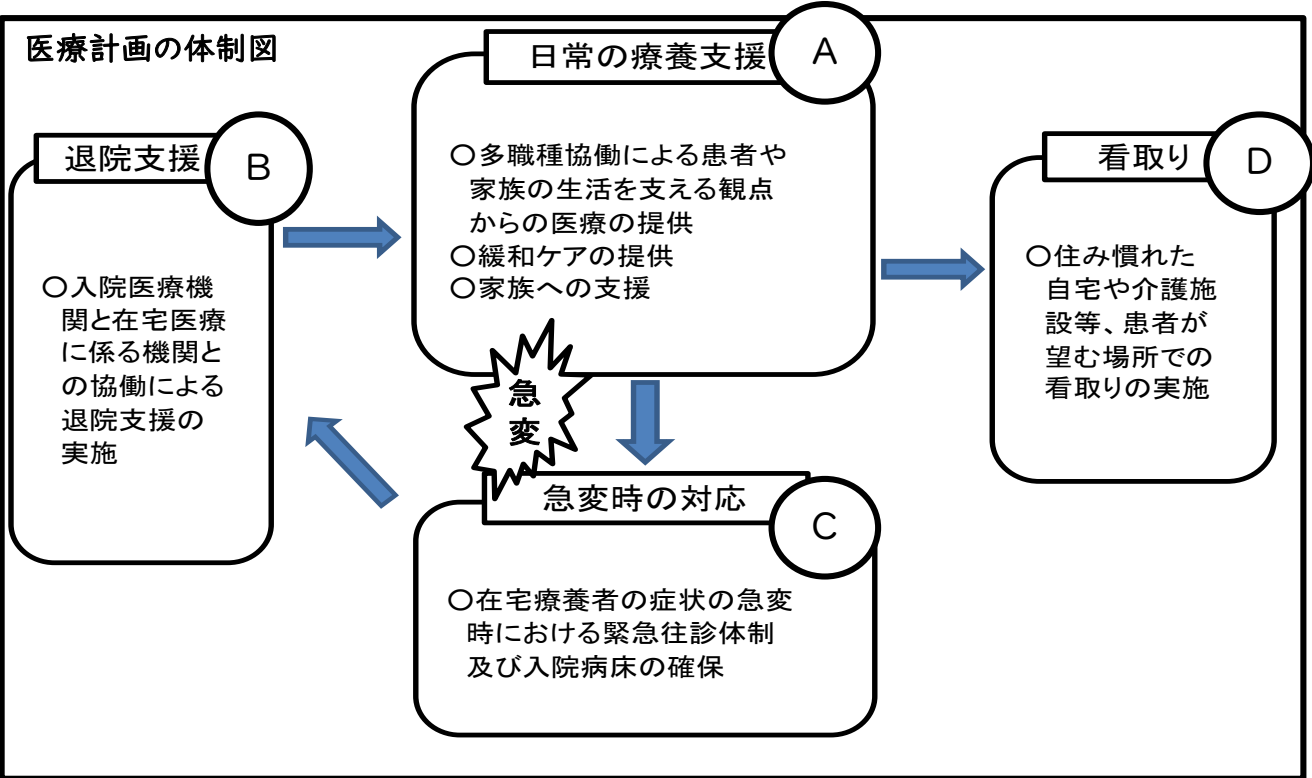 医療計画の体制図
日常の療養支援
A
〇多職種協働による患者や
家族の生活を支える観点
からの医療の提供
〇緩和ケアの提供
〇家族への支援
退院支援
B
〇入院医療機
関と在宅医療
に係る機関と
の協働による
退院支援の
実施
看取り
D
〇住み慣れた
自宅や介護施
設等、患者が
望む場所での
看取りの実施
急
変
急変時の対応
C
〇在宅療養者の症状の急変
時における緊急往診体制
及び入院病床の確保